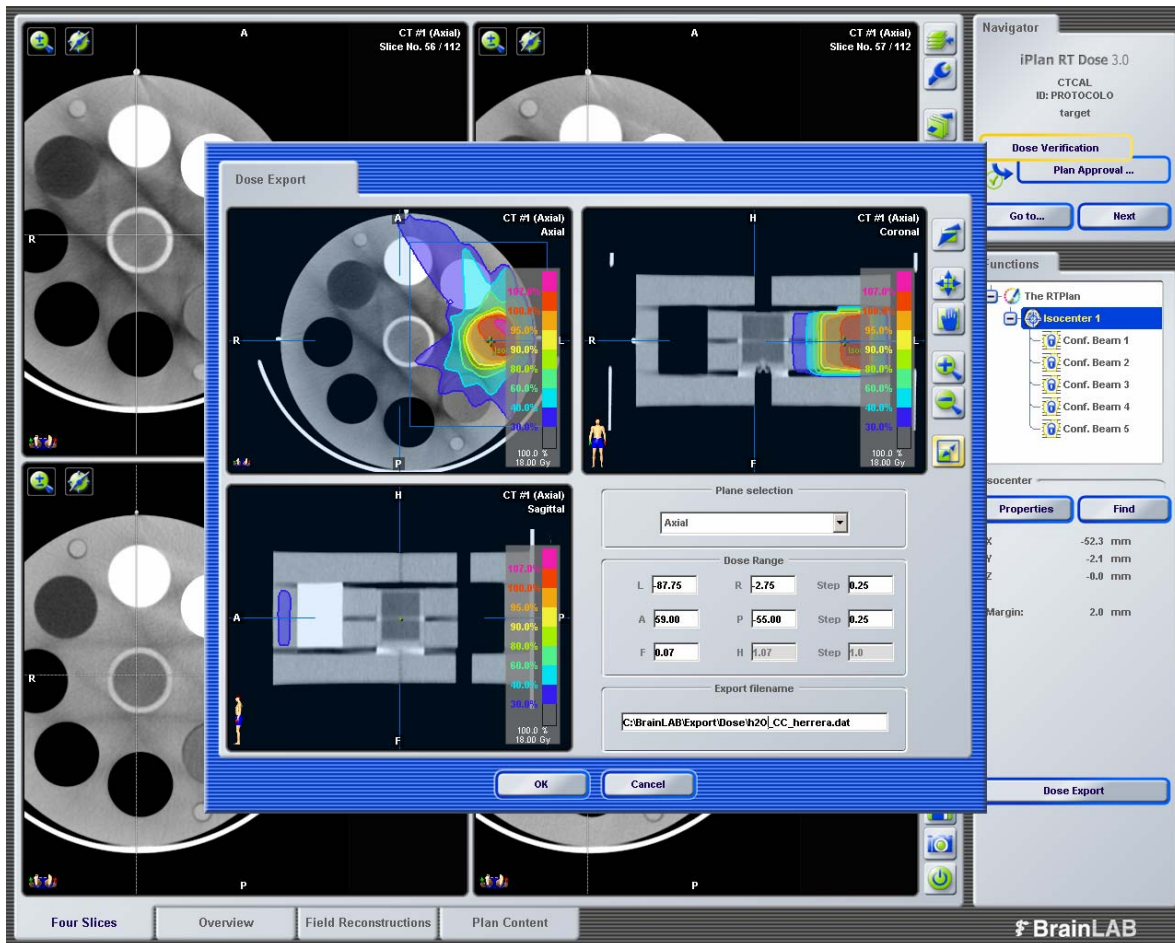 A
CT #1 (Axial)
Slice No. 56 / 112
A
CT #1 (Axial)
Slice No. 57 / 112
R
R
P
P
Navigator
iPlan RT Dose 3.0
CTCAL
ID: PROTOCOLO
target
Dose Verification
Plan Approval ...
Go to...
Next
Functions
The RTPlan
Isocenter 1
Conf. Beam 1
Conf. Beam 2
Conf. Beam 3
Conf. Beam 4
Conf. Beam 5
Isocenter
Properties
Find
X -52.3 mm
Y -2.1 mm
Z -0.0 mm
Margin: 2.0 mm
Dose Export
Dose Export
A
CT #1 (Axial)
Axial
R
L
P
Iso
107.0%
100.0%
95.0%
90.0%
80.0%
60.0%
40.0%
30.0%
100.0 %
18.00 Gy
H
CT #1 (Axial)
Coronal
R
L
F
Iso
107.0%
100.0%
95.0%
90.0%
80.0%
60.0%
40.0%
30.0%
100.0 %
18.00 Gy
H
CT #1 (Axial)
Sagittal
A
P
F
107.0%
100.0%
95.0%
90.0%
80.0%
60.0%
40.0%
30.0%
100.0 %
18.00 Gy
Plane selection
Axial
Dose Range
L -87.75 R -2.75 Step 0.25
A 59.00 P -55.00 Step 0.25
F 0.07 H 1.07 Step 1.0
Export filename
C:\BrainLAB\Export\Dose\h2O_CC_herrera.dat
OK
Cancel
Four Slices
Overview
Field Reconstructions
Plan Content
BrainLAB